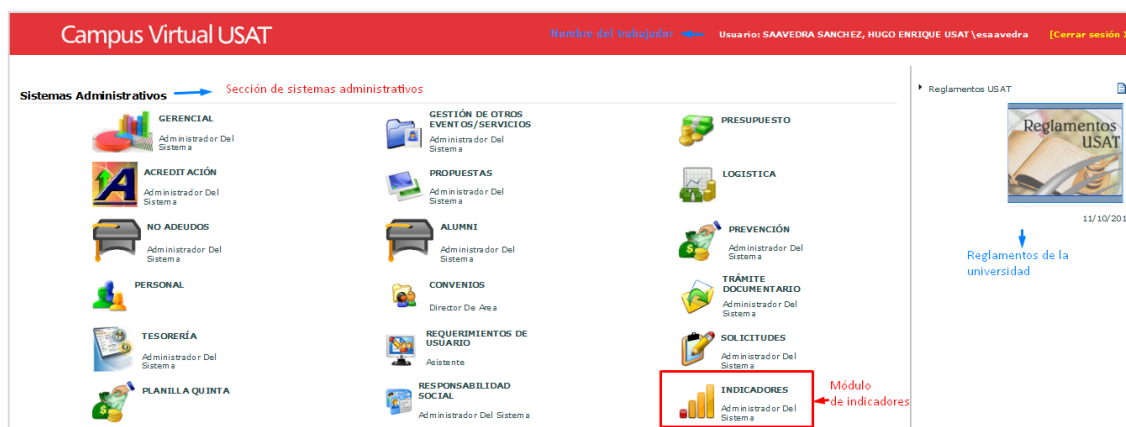 Campus Virtual USAT
Nombre del trabajador
Usuario: SAAVEDRA SANCHEZ, HUGO ENRIQUE USAT\esaavedra
[Cerrar sesión X
Sistemas Administrativos
Sección de sistemas administrativos
GERENCIAL
Administrador Del
Sistema
GESTIÓN DE OTROS
EVENTOS/SERVICIOS
Administrador Del
Sistema
PRESUPUESTO
ACREDITACIÓN
Administrador Del
Sistema
PROPUESTAS
Administrador Del
Sistema
LOGISTICA
NO ADEUDOS
Administrador Del
Sistema
ALUMNI
Administrador Del
Sistema
PREVENCIÓN
Administrador Del
Sistema
PERSONAL
CONVENIOS
Director De Area
TRÁMITE
DOCUMENTARIO
Administrador Del
Sistema
TESORERÍA
Administrador Del
Sistema
REQUERIMIENTOS DE
USUARIO
Asistente
SOLICITUDES
Administrador Del
Sistema
PLANILLA QUINTA
RESPONSABILIDAD
SOCIAL
Administrador Del Sistema
INDICADORES
Administrador Del
Sistema
Módulo
de indicadores
Reglamentos USAT
Reglamentos
USAT
11/10/201
Reglamentos de la
universidad